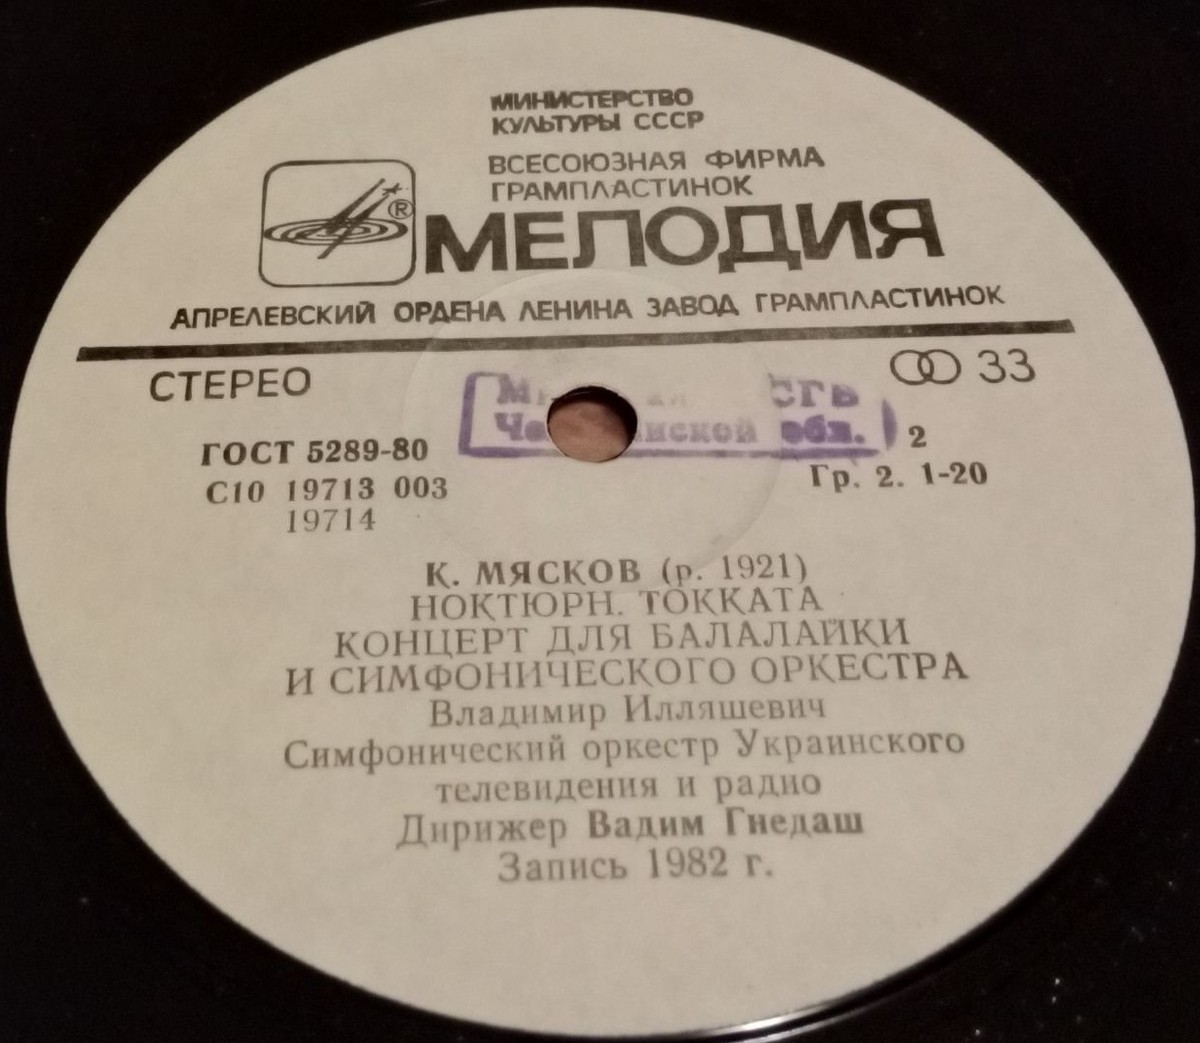 МИНИСТЕРСТВО
КУЛЬТУРЫ СССР
ВСЕСОЮЗНАЯ ФИРМА
ГРАМПЛАСТИНОК
®
МЕЛОДИЯ
АПРЕЛЕВСКИЙ ОРДЕНА ЛЕНИНА ЗАВОД ГРАМПЛАСТИНОК
СТЕРЕО
33
обл.
2
ГОСТ 5289-80
Гр. 2. 1-20
С10 19713 003
19714
К. МЯСКОВ (р. 1921)
НОКТЮРН. ТОККАТА
КОНЦЕРТ ДЛЯ БАЛАЛАЙКИ
И СИМФОНИЧЕСКОГО ОРКЕСТРА
Владимир Илляшевич
Симфонический оркестр Украинского
телевидения и радио
Дирижер Вадим Гнедаш
Запись 1982 г.